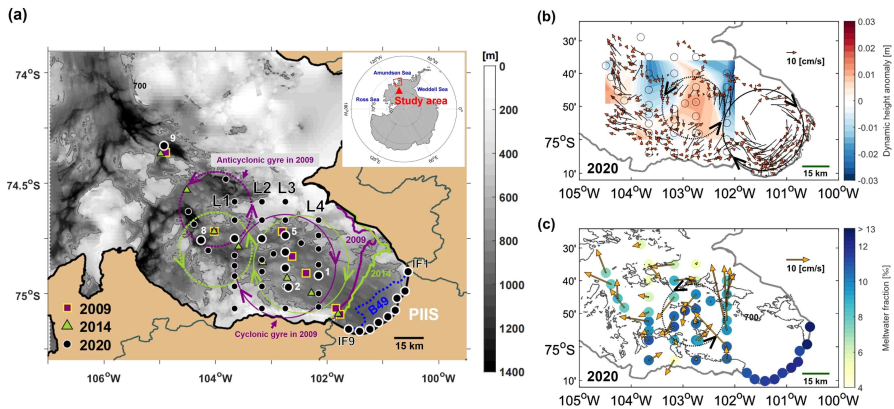 (a)
[m]
0
200
400
600
800
1000
1200
1400
74°S
74.5°S
75°S
106°W
104°W
102°W
100°W
700
9
Anticyclonic gyre in 2009
L1
L2
L3
L4
8
5
1
2
2009
2014
IF1
B49
PIIS
IF9
15 km
Cyclonic gyre in 2009
2009
2014
2020
Amundsen Sea
Weddell Sea
Ross Sea
Study area
(b)
30'
40'
50'
75°S
10'
105°W
104°W
103°W
102°W
101°W
10 [cm/s]
2020
15 km
0.03
0.02
0.01
0
-0.01
-0.02
-0.03
Dynamic height anomaly [m]
(c)
30'
40'
50'
75°S
10'
105°W
104°W
103°W
102°W
101°W
10 [cm/s]
700
2020
15 km
> 13
12
10
8
6
4
Meltwater fraction [‰]